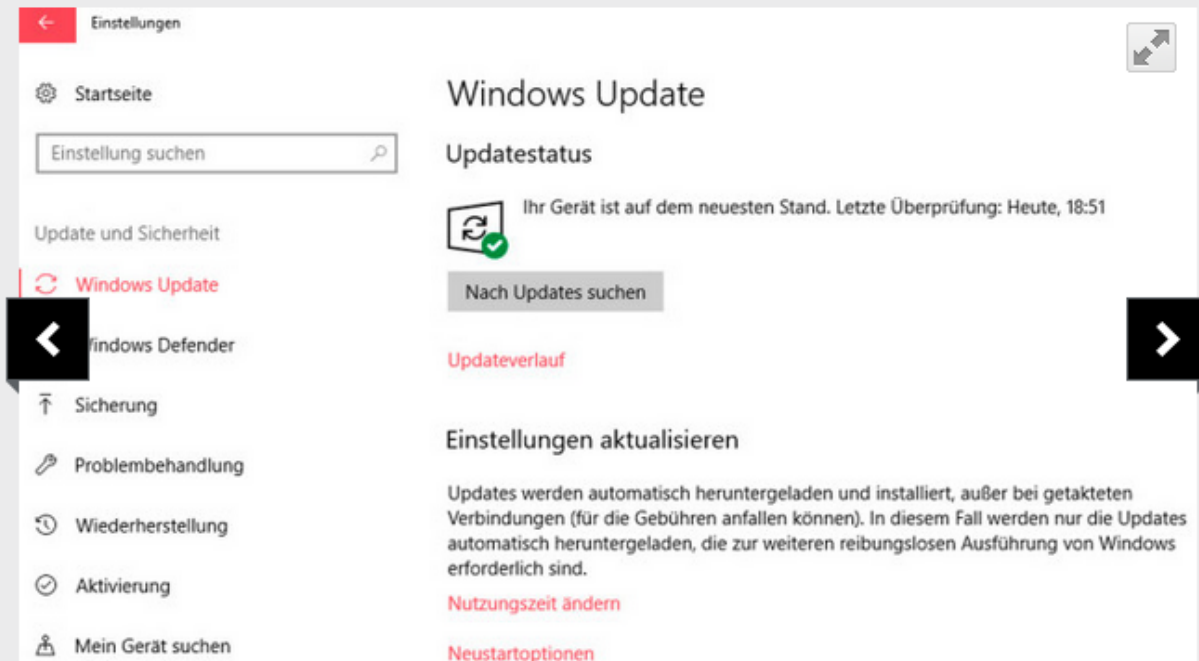 Einstellungen
Startseite
Einstellung suchen
Update und Sicherheit
Windows Update
indows Defender
Sicherung
Problembehandlung
Wiederherstellung
Aktivierung
Mein Gerät suchen
Windows Update
Updatestatus
Ihr Gerät ist auf dem neuesten Stand. Letzte Überprüfung: Heute, 18:51
Nach Updates suchen
Updateverlauf
Einstellungen aktualisieren
Updates werden automatisch heruntergeladen und installiert, außer bei getakteten
Verbindungen (für die Gebühren anfallen können). In diesem Fall werden nur die Updates
automatisch heruntergeladen, die zur weiteren reibungslosen Ausführung von Windows
erforderlich sind.
Nutzungszeit ändern
Neustartoptionen